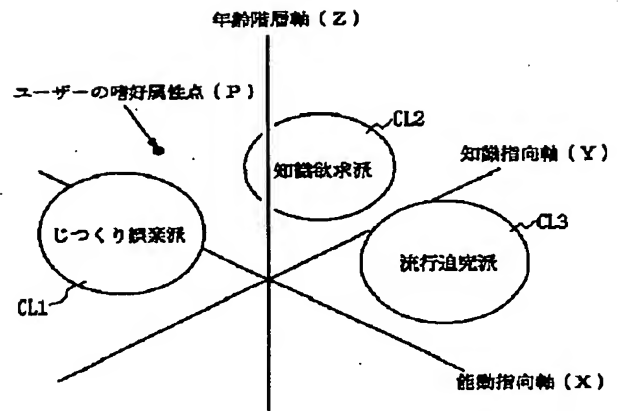 年齢階層軸(Z)
ユーザーの嗜好属性点(P)
CL2
知識欲求派
知識指向軸(Y)
じっくり娯楽派
CL3
流行追究派
CL1
能動指向軸(X)